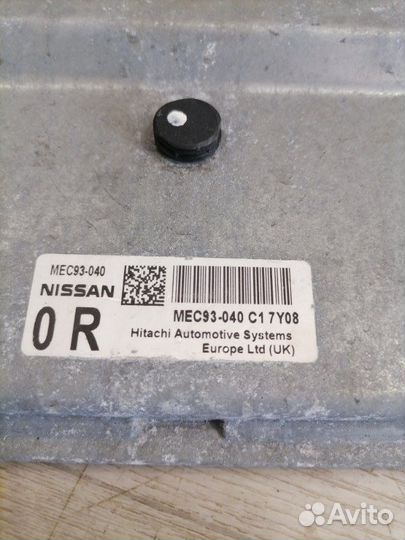 MEC93-040
NISSAN
0 R
MEC93-040 C1 7Y08
Hitachi Automotive Systems
Europe Ltd (UK)
Avito